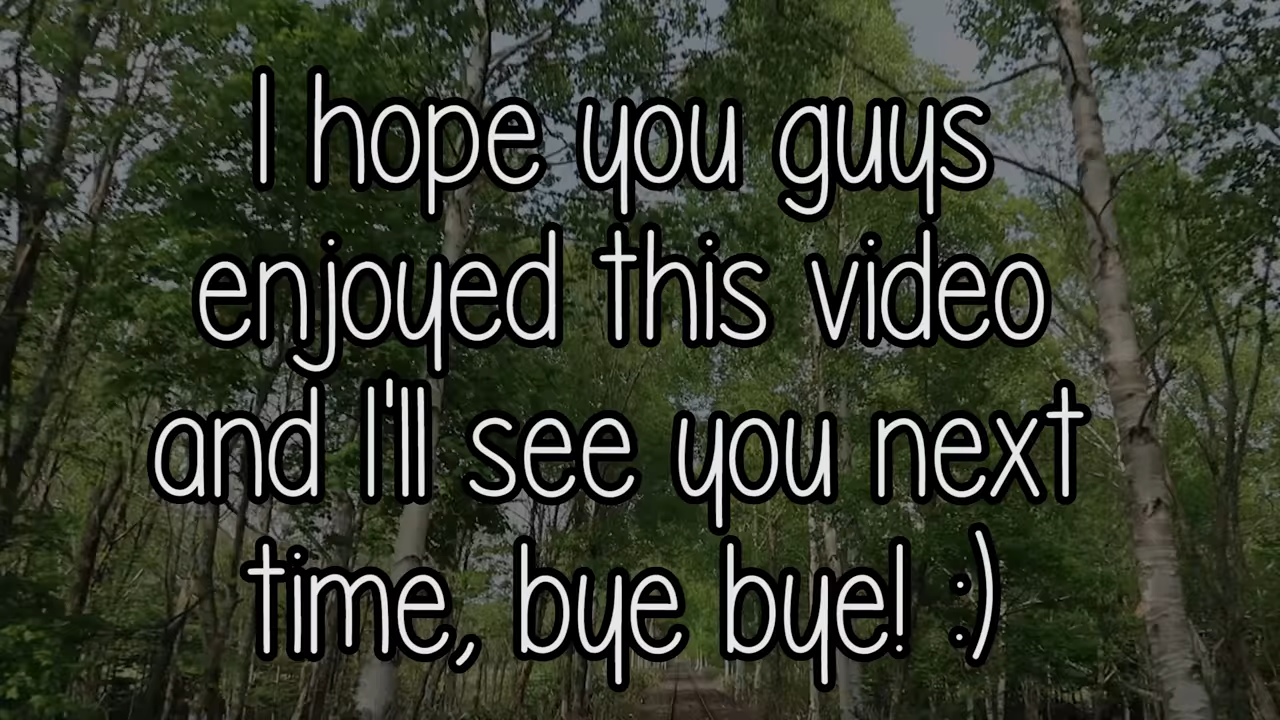 I hope you guys
enjoyed this video
and I'll see you next
time, bye bye! :)